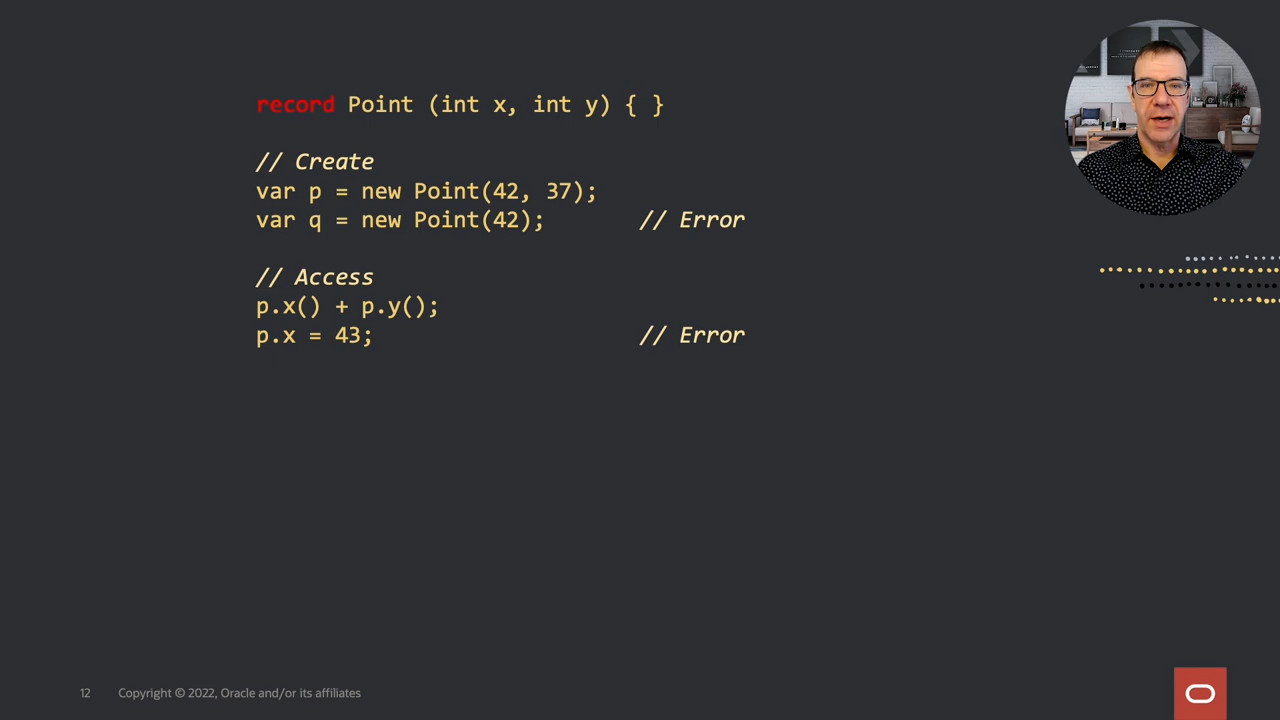 record Point (int x, int y) { }
// Create
var p = new Point(42, 37);
var q = new Point(42); // Error
// Access
p.x() + p.y();
p.x = 43; // Error
12 Copyright © 2022, Oracle and/or its affiliates